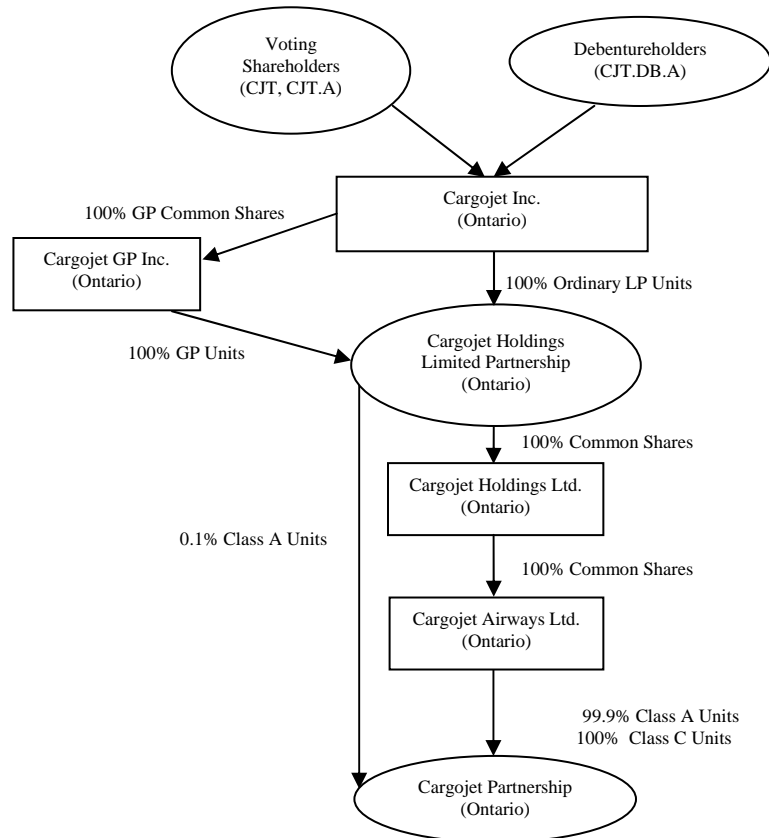 Voting
Shareholders
(CJT, CJT.A)
Debentureholders
(CJT.DB.A)
Cargojet Inc.
(Ontario)
100% GP Common Shares
Cargojet GP Inc.
(Ontario)
100% Ordinary LP Units
100% GP Units
Cargojet Holdings
Limited Partnership
(Ontario)
100% Common Shares
Cargojet Holdings Ltd.
(Ontario)
0.1% Class A Units
100% Common Shares
Cargojet Airways Ltd.
(Ontario)
99.9% Class A Units
100% Class C Units
Cargojet Partnership
(Ontario)